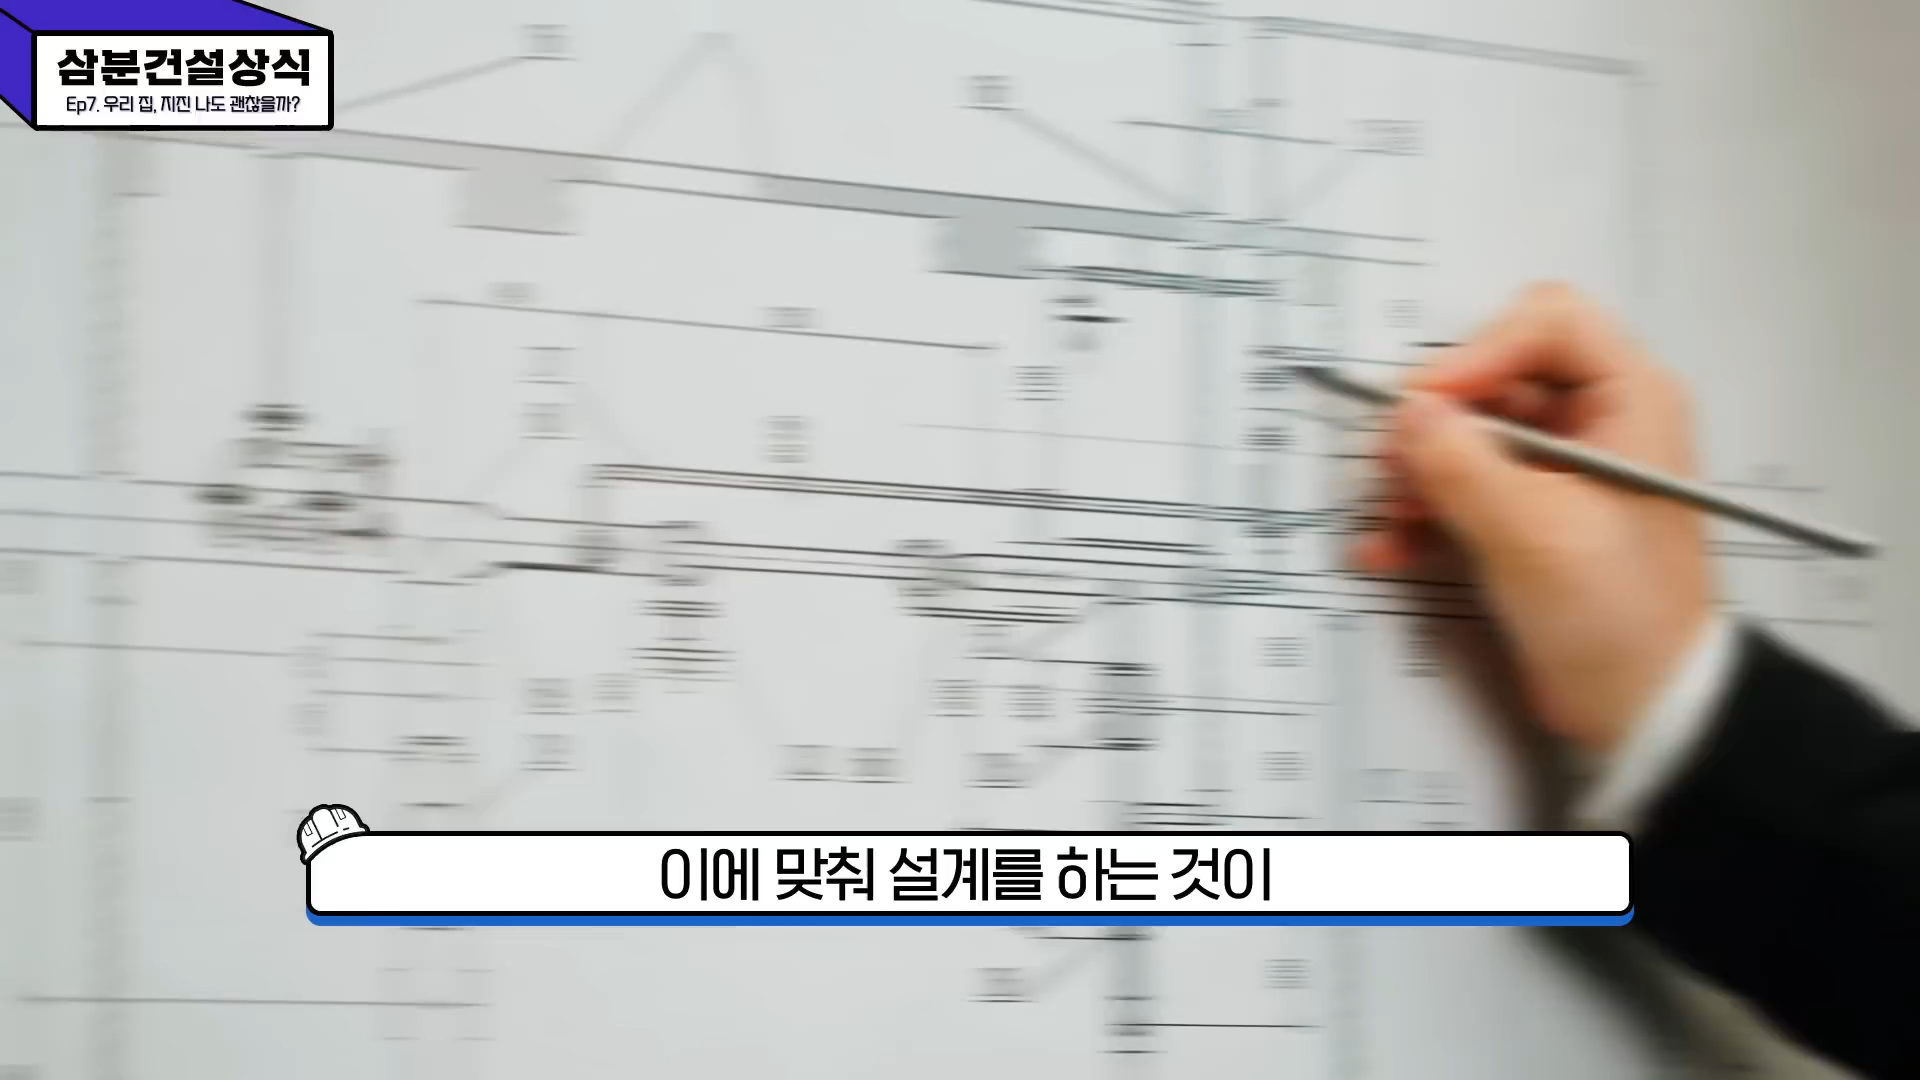 삼분건설상식
Ep7. 우리 집, 지진 나도 괜찮을까?
이에 맞춰 설계를 하는 것이